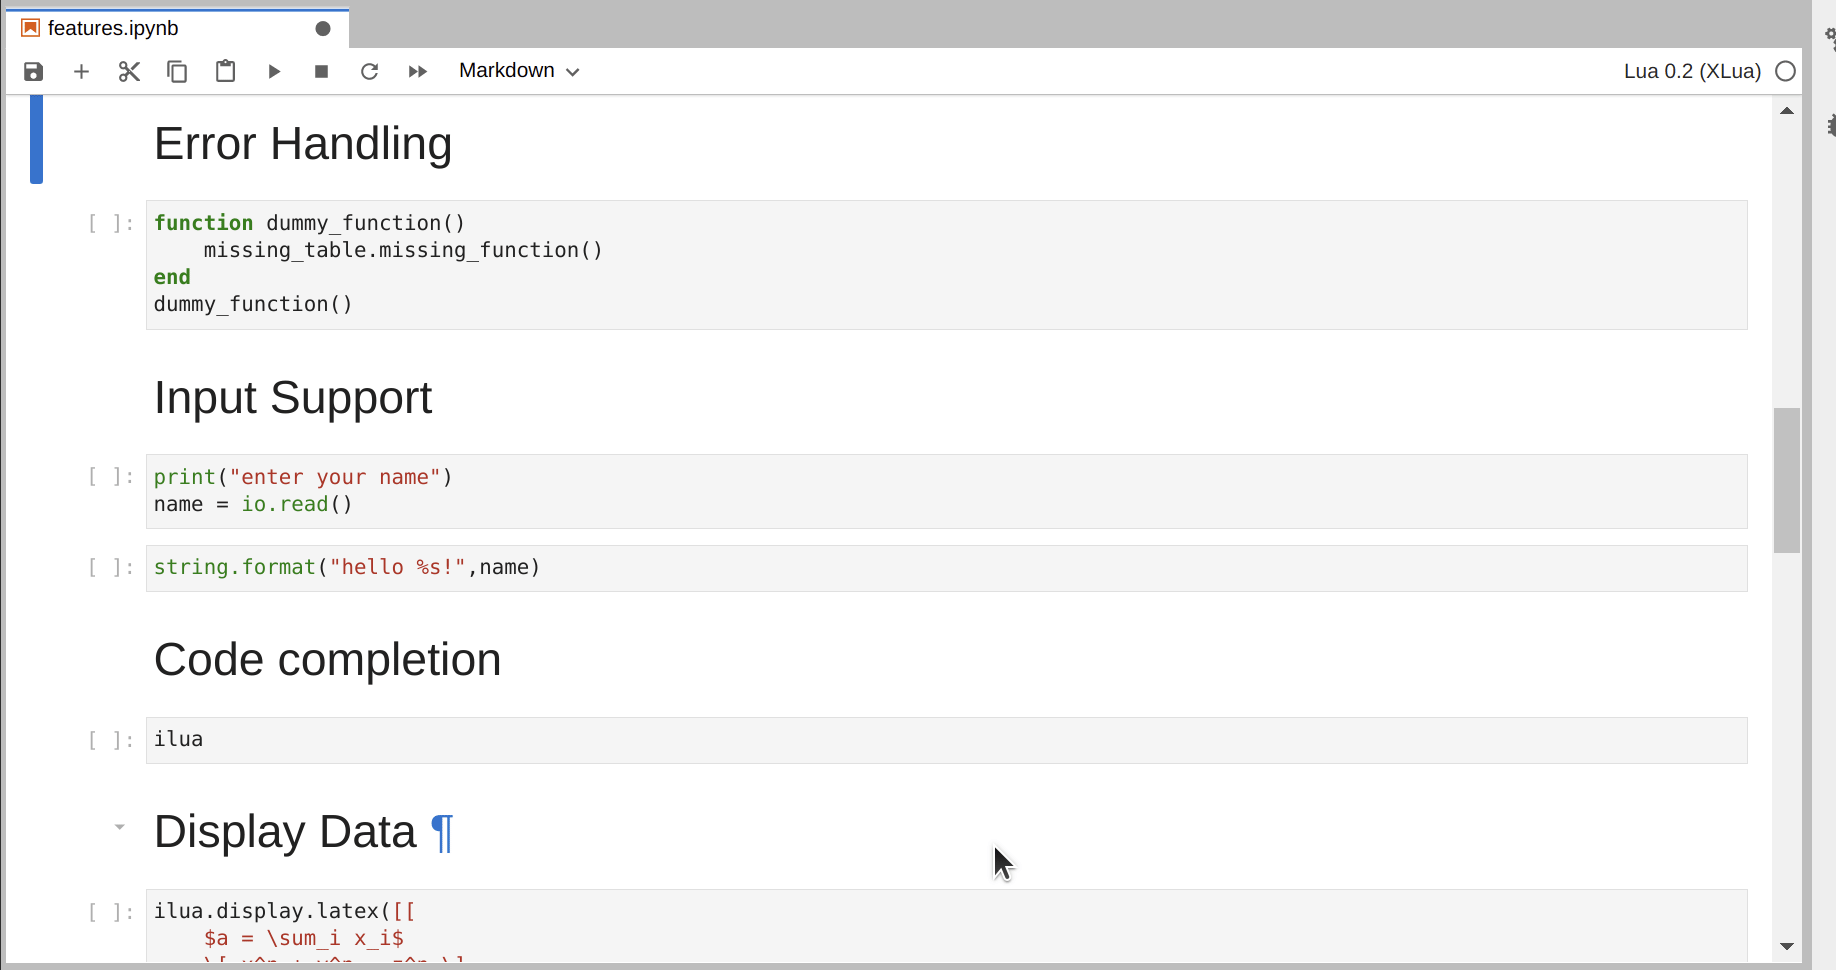 features.ipynb
Markdown
Lua 0.2 (XLua)
Error Handling
[ ]:
function dummy_function()
    missing_table.missing_function()
end
dummy_function()
Input Support
[ ]:
print("enter your name")
name = io.read()
[ ]:
string.format("hello %s!",name)
Code completion
[ ]:
ilua
Display Data ¶
[ ]:
ilua.display.latex([[
    $a = \sum_i x_i$